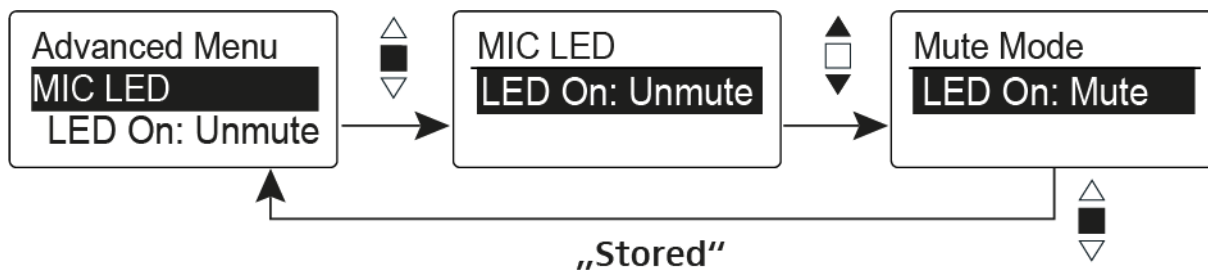 Advanced Menu
MIC LED
LED On: Unmute
MIC LED
LED On: Unmute
Mute Mode
LED On: Mute
„Stored“